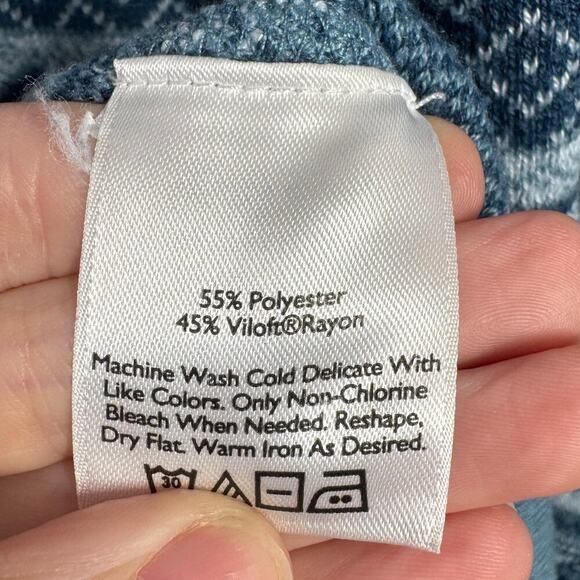 55% Polyester
45% Viloft®Rayon
Machine Wash Cold Delicate With
Like Colors. Only Non-Chlorine
Bleach When Needed. Reshape,
Dry Flat. Warm Iron As Desired.
30